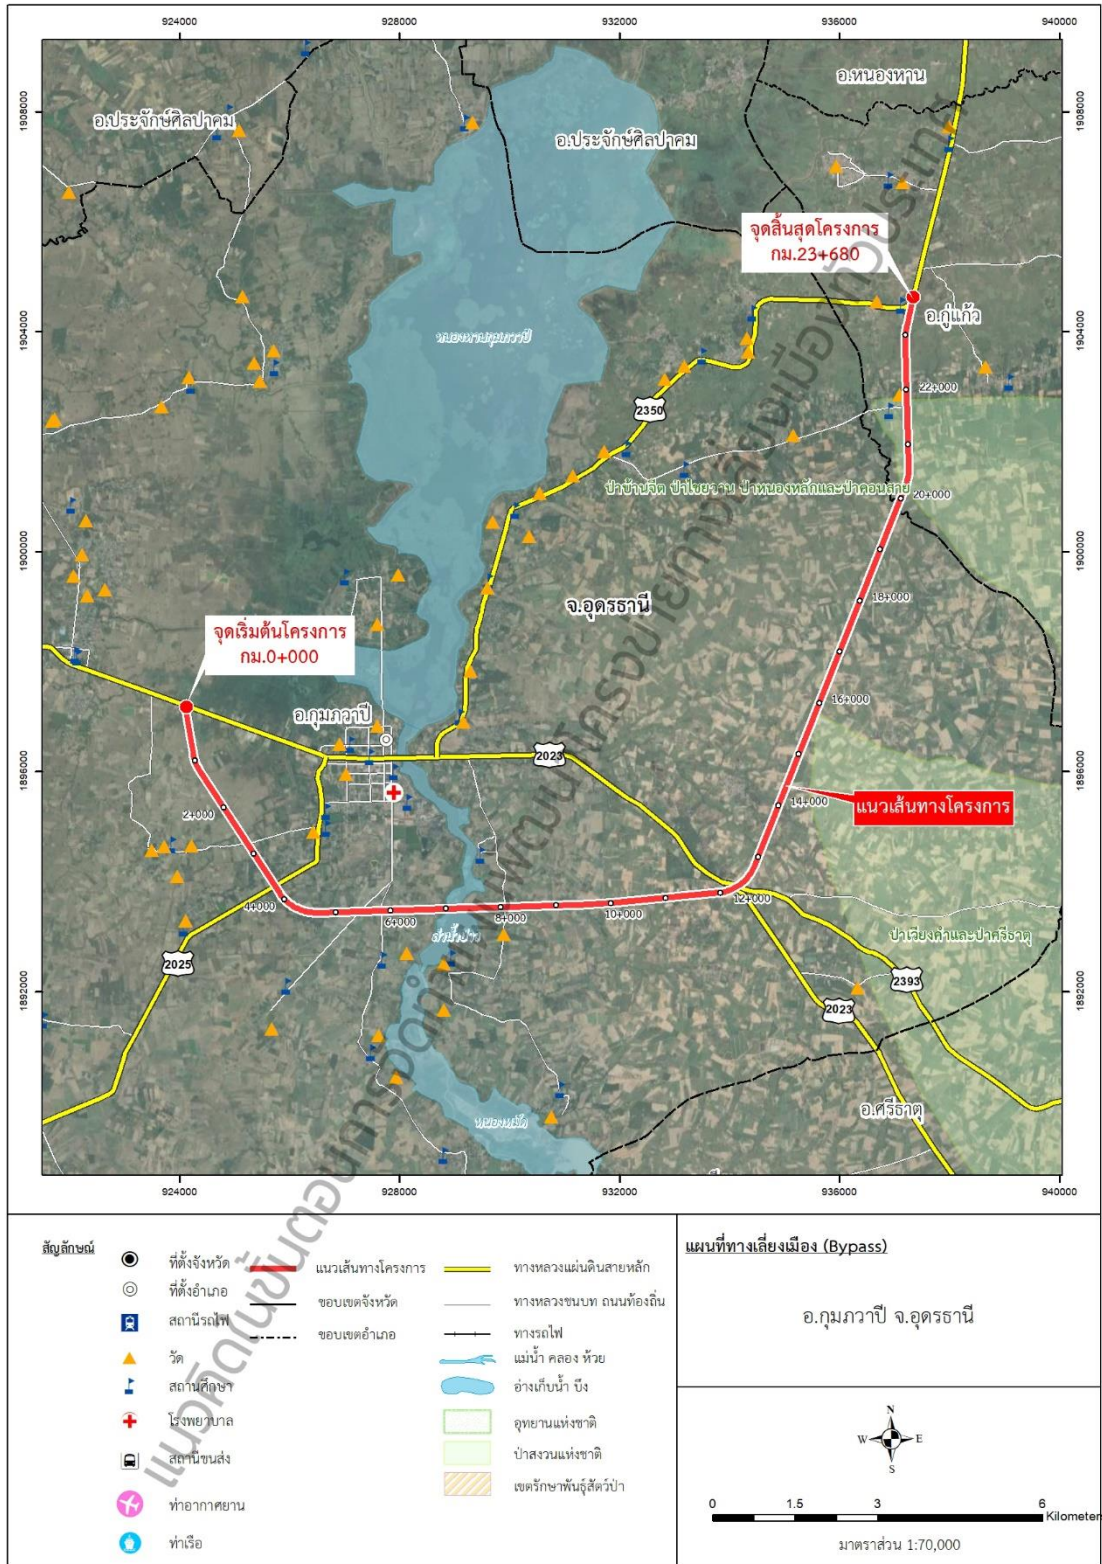 924000 928000 932000 936000 940000
1908000
1904000
1900000
1896000
1892000
1908000
1904000
1900000
1896000
1892000
อ.หนองหาน
อ.ประจักษ์ศิลปาคม
อ.ประจักษ์ศิลปาคม
จุดสิ้นสุดโครงการ
กม.23+680
อ.กู่แก้ว
หนองหานกุมภวาปี
22+000
2350
ป่าบ้านจีต ป่าไชยวาน ป่าหนองหลักและป่าคอนสาย
20+000
จ.อุดรธานี
18+000
จุดเริ่มต้นโครงการ
กม.0+000
16+000
อ.กุมภวาปี
2023
14+000
แนวเส้นทางโครงการ
2+000
12+000
4+000
6+000
8+000
10+000
ลำน้ำปาว
ป่าเวียงคำและป่าศรีธาตุ
2025
2393
2023
อ.ศรีธาตุ
924000 928000 932000 936000 940000
สัญลักษณ์
ที่ตั้งจังหวัด
ที่ตั้งอำเภอ
สถานีรถไฟ
วัด
สถานศึกษา
โรงพยาบาล
สถานีขนส่ง
ท่าอากาศยาน
ท่าเรือ
แนวเส้นทางโครงการ
ขอบเขตจังหวัด
ขอบเขตอำเภอ
ทางหลวงแผ่นดินสายหลัก
ทางหลวงชนบท ถนนท้องถิ่น
ทางรถไฟ
แม่น้ำ คลอง ห้วย
อ่างเก็บน้ำ บึง
อุทยานแห่งชาติ
ป่าสงวนแห่งชาติ
เขตรักษาพันธุ์สัตว์ป่า
แผนที่ทางเลี่ยงเมือง (Bypass)
อ.กุมภวาปี จ.อุดรธานี
N
W E
S
0 1.5 3 6
Kilometers
มาตราส่วน 1:70,000